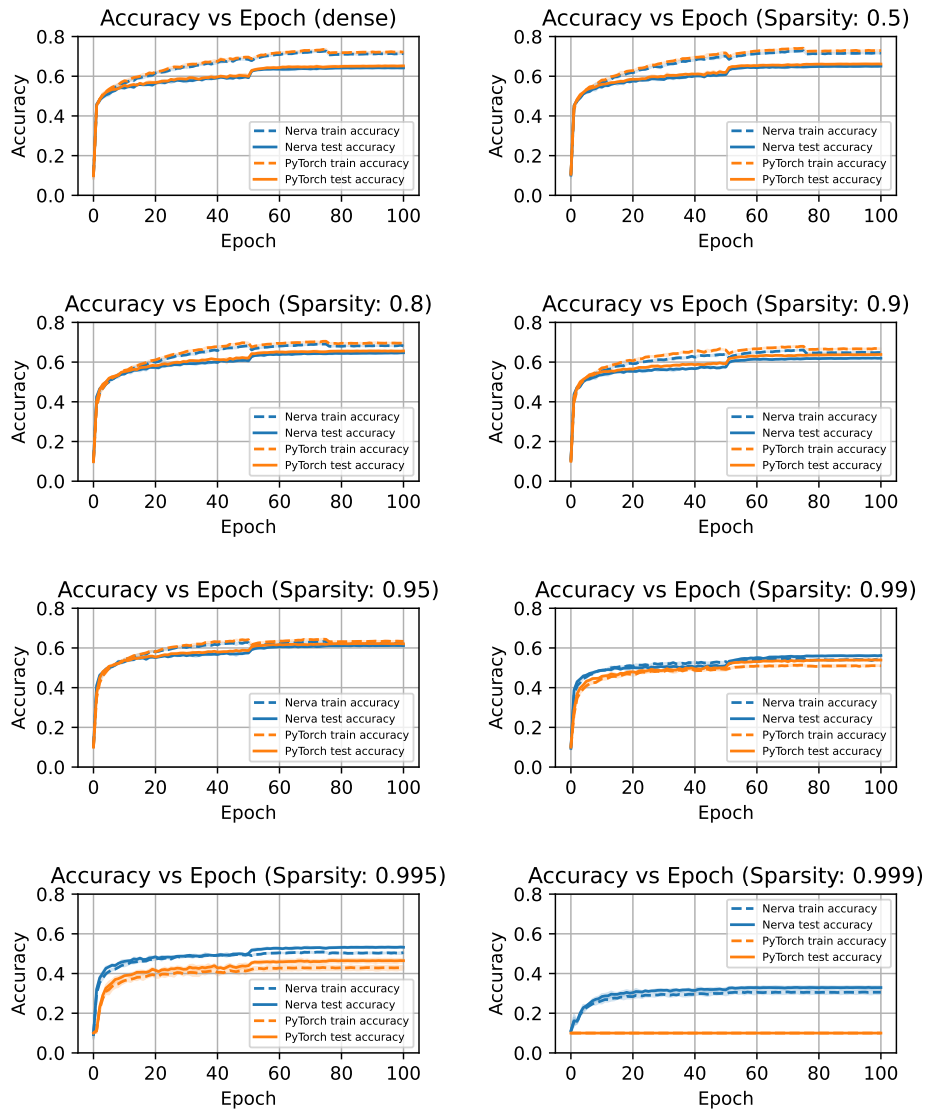 Accuracy vs Epoch (dense)
0.8
0.6
0.4
0.2
0.0
Accuracy
Nerva train accuracy
Nerva test accuracy
PyTorch train accuracy
PyTorch test accuracy
0 20 40 60 80 100
Epoch
Accuracy vs Epoch (Sparsity: 0.5)
0.8
0.6
0.4
0.2
0.0
Accuracy
Nerva train accuracy
Nerva test accuracy
PyTorch train accuracy
PyTorch test accuracy
0 20 40 60 80 100
Epoch
Accuracy vs Epoch (Sparsity: 0.8)
0.8
0.6
0.4
0.2
0.0
Accuracy
Nerva train accuracy
Nerva test accuracy
PyTorch train accuracy
PyTorch test accuracy
0 20 40 60 80 100
Epoch
Accuracy vs Epoch (Sparsity: 0.9)
0.8
0.6
0.4
0.2
0.0
Accuracy
Nerva train accuracy
Nerva test accuracy
PyTorch train accuracy
PyTorch test accuracy
0 20 40 60 80 100
Epoch
Accuracy vs Epoch (Sparsity: 0.95)
0.8
0.6
0.4
0.2
0.0
Accuracy
Nerva train accuracy
Nerva test accuracy
PyTorch train accuracy
PyTorch test accuracy
0 20 40 60 80 100
Epoch
Accuracy vs Epoch (Sparsity: 0.99)
0.8
0.6
0.4
0.2
0.0
Accuracy
Nerva train accuracy
Nerva test accuracy
PyTorch train accuracy
PyTorch test accuracy
0 20 40 60 80 100
Epoch
Accuracy vs Epoch (Sparsity: 0.995)
0.8
0.6
0.4
0.2
0.0
Accuracy
Nerva train accuracy
Nerva test accuracy
PyTorch train accuracy
PyTorch test accuracy
0 20 40 60 80 100
Epoch
Accuracy vs Epoch (Sparsity: 0.999)
0.8
0.6
0.4
0.2
0.0
Accuracy
Nerva train accuracy
Nerva test accuracy
PyTorch train accuracy
PyTorch test accuracy
0 20 40 60 80 100
Epoch